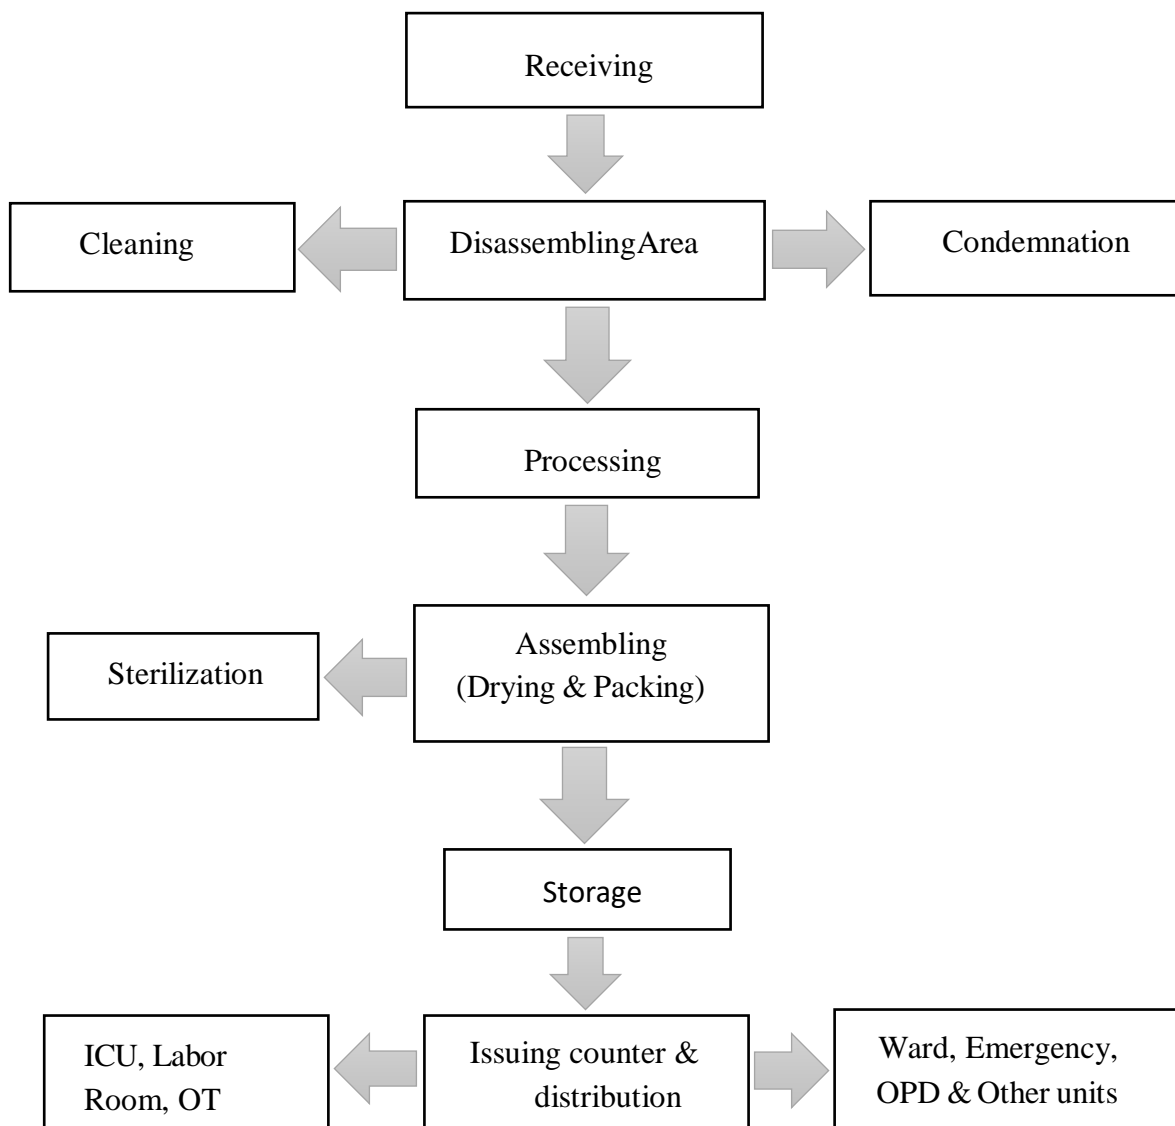 Receiving
Cleaning
DisassemblingArea
Condemnation
Processing
Assembling
(Drying & Packing)
Sterilization
Storage
ICU, Labor
Room, OT
Issuing counter &
distribution
Ward, Emergency,
OPD & Other units